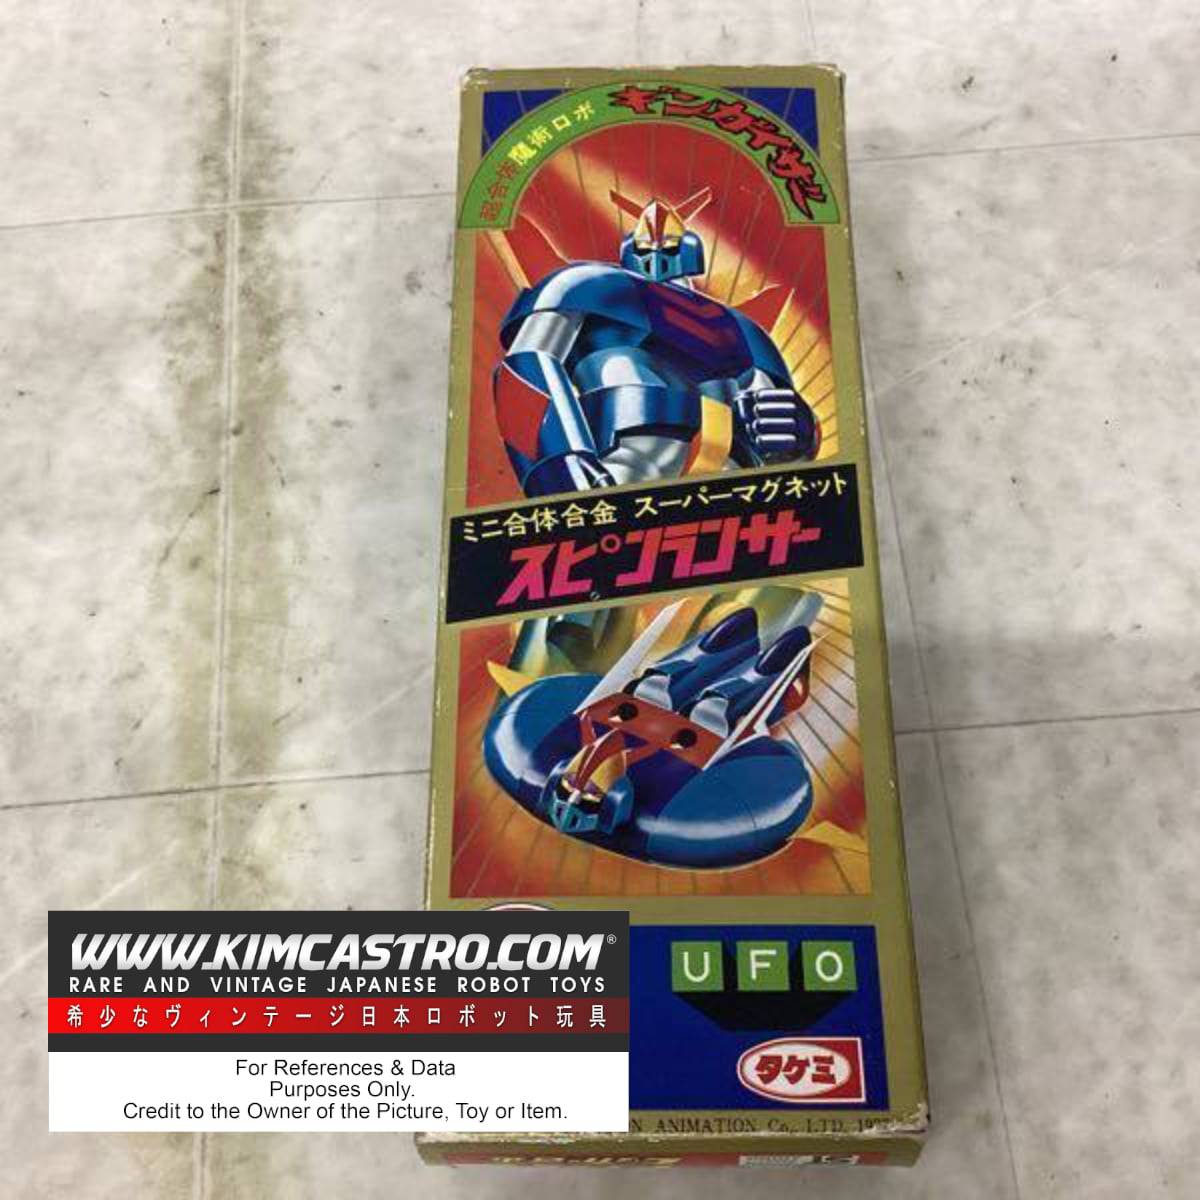 超合体魔術ロボ ギンガイザー
ミニ合体合金 スーパーマグネット
スピンランサー
UFO
タケミ
ANIMATION Co., LTD. 197
WWW.KIMCASTRO.COM®
RARE AND VINTAGE JAPANESE ROBOT TOYS
希少なヴィンテージ日本ロボット玩具
For References & Data
Purposes Only.
Credit to the Owner of the Picture, Toy or Item.